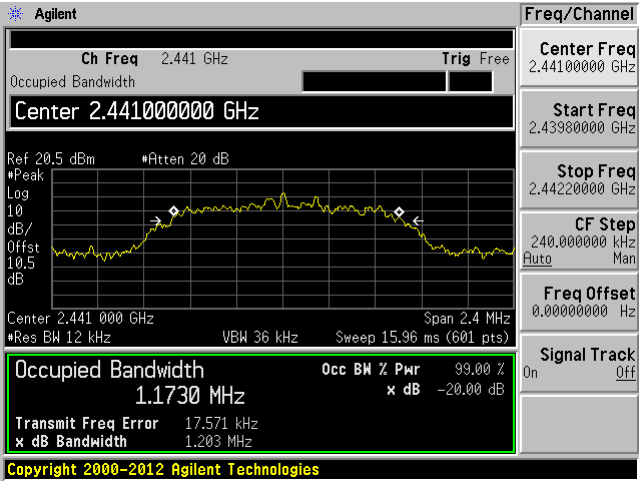 Agilent
Freq/Channel
Ch Freq 2.441 GHz Trig Free
Occupied Bandwidth
Center 2.441000000 GHz
Ref 20.5 dBm #Atten 20 dB
#Peak
Log
10
dB/
Offst
10.5
dB
Center 2.441 000 GHz Span 2.4 MHz
#Res BW 12 kHz VBW 36 kHz Sweep 15.96 ms (601 pts)
Occupied Bandwidth Occ BW % Pwr 99.00 %
1.1730 MHz x dB -20.00 dB
Transmit Freq Error 17.571 kHz
x dB Bandwidth 1.203 MHz
Copyright 2000-2012 Agilent Technologies
Center Freq
2.44100000 GHz
Start Freq
2.43980000 GHz
Stop Freq
2.44220000 GHz
CF Step
240.000000 kHz
Auto Man
Freq Offset
0.00000000 Hz
Signal Track
On Off